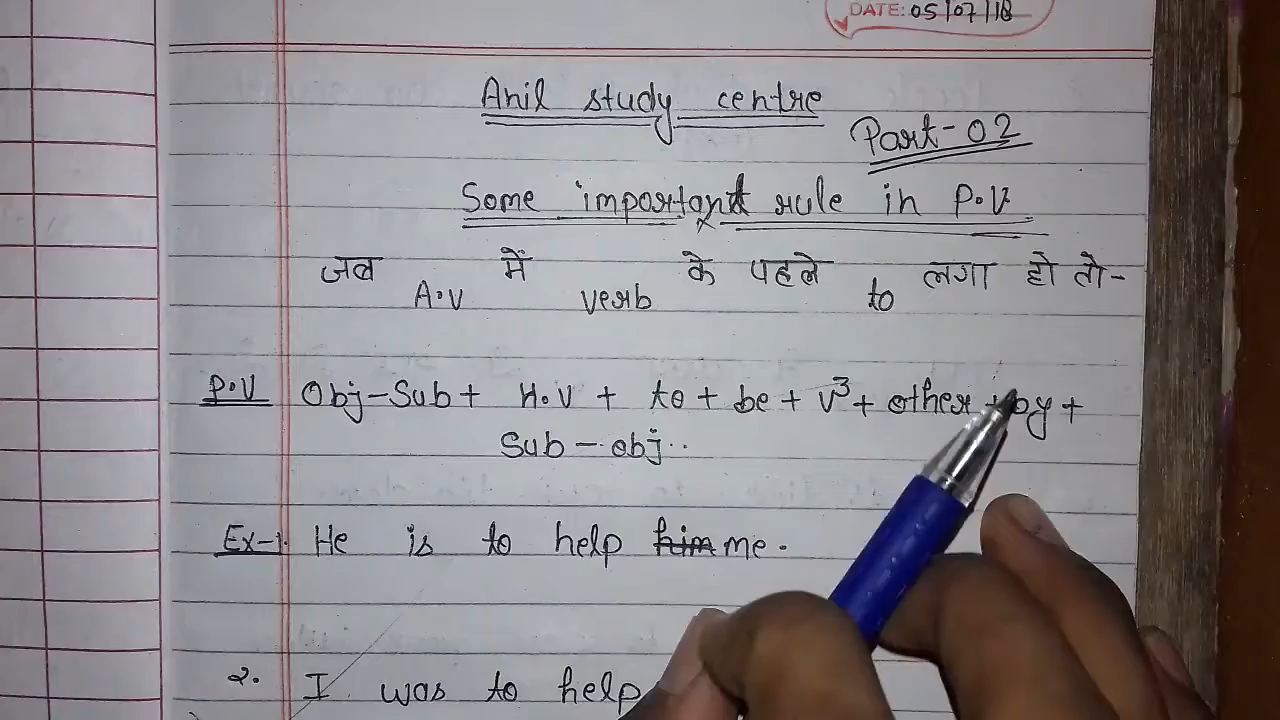 DATE: 05/07/18
Anil study centre
Part-02
Some important rule in P.V
जब A.V में verb के पहले to लगा हो तो-
P.V Obj-Sub + H.V + to + be + V³ + other + by +
Sub - obj..
Ex-1. He is to help him me.
2. I was to help